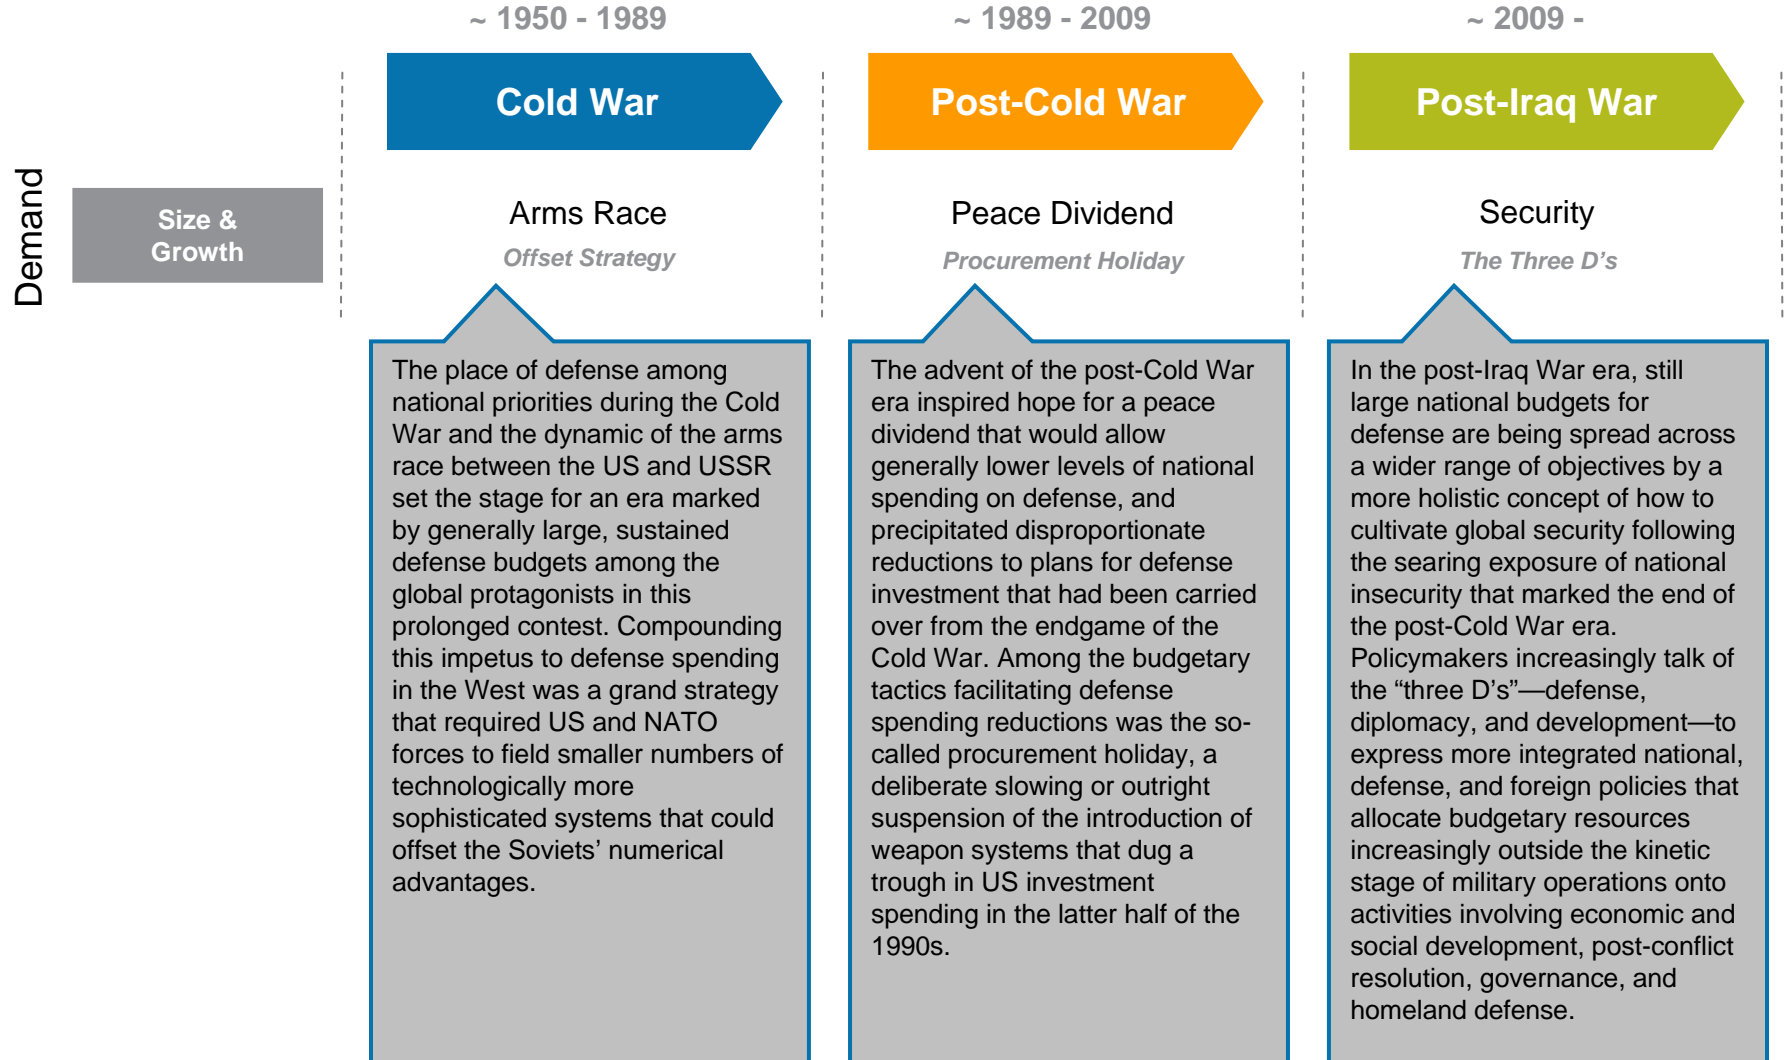 ~ 1950 - 1989
~ 1989 - 2009
~ 2009 -
Cold War
Post-Cold War
Post-Iraq War
Demand
Size &
Growth
Arms Race
Offset Strategy
Peace Dividend
Procurement Holiday
Security
The Three D's
The place of defense among
national priorities during the Cold
War and the dynamic of the arms
race between the US and USSR
set the stage for an era marked
by generally large, sustained
defense budgets among the
global protagonists in this
prolonged contest. Compounding
this impetus to defense spending
in the West was a grand strategy
that required US and NATO
forces to field smaller numbers of
technologically more
sophisticated systems that could
offset the Soviets’ numerical
advantages.
The advent of the post-Cold War
era inspired hope for a peace
dividend that would allow
generally lower levels of national
spending on defense, and
precipitated disproportionate
reductions to plans for defense
investment that had been carried
over from the endgame of the
Cold War. Among the budgetary
tactics facilitating defense
spending reductions was the so-
called procurement holiday, a
deliberate slowing or outright
suspension of the introduction of
weapon systems that dug a
trough in US investment
spending in the latter half of the
1990s.
In the post-Iraq War era, still
large national budgets for
defense are being spread across
a wider range of objectives by a
more holistic concept of how to
cultivate global security following
the searing exposure of national
insecurity that marked the end of
the post-Cold War era.
Policymakers increasingly talk of
the “three D’s”—defense,
diplomacy, and development—to
express more integrated national,
defense, and foreign policies that
allocate budgetary resources
increasingly outside the kinetic
stage of military operations onto
activities involving economic and
social development, post-conflict
resolution, governance, and
homeland defense.